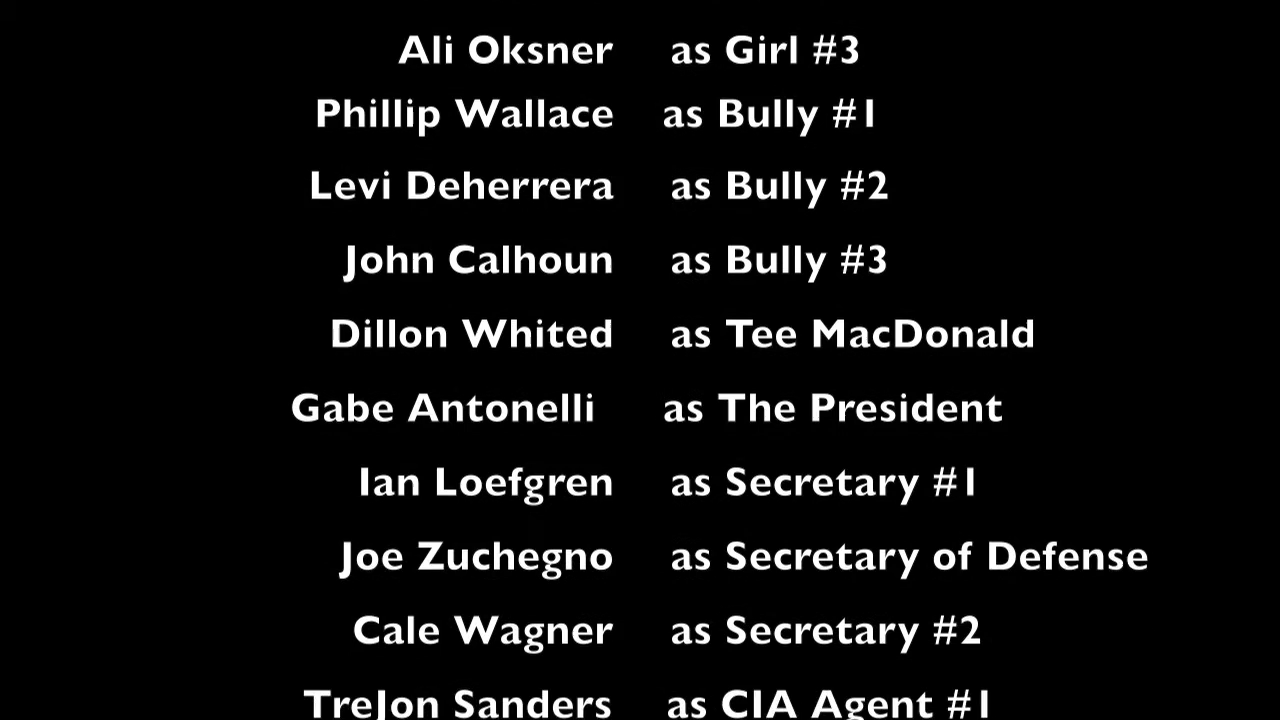 Ali Oksner as Girl #3
Phillip Wallace as Bully #1
Levi Deherrera as Bully #2
John Calhoun as Bully #3
Dillon Whited as Tee MacDonald
Gabe Antonelli as The President
Ian Loefgren as Secretary #1
Joe Zuchegno as Secretary of Defense
Cale Wagner as Secretary #2
TreJon Sanders as CIA Agent #1